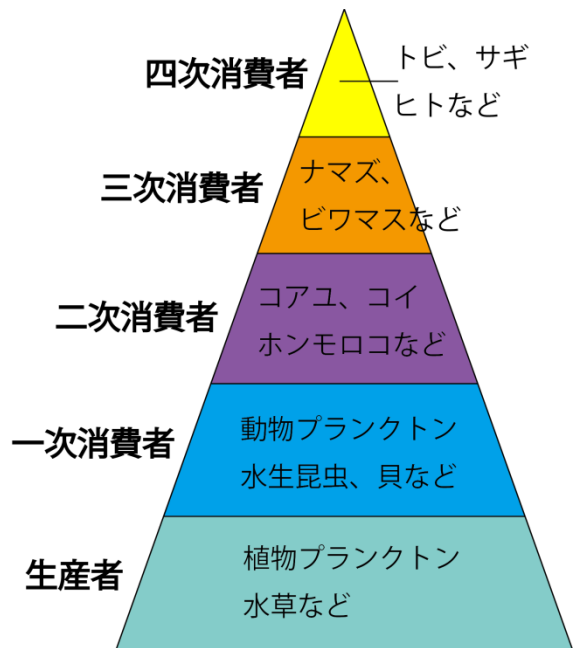 四次消費者
トビ、サギ
ヒトなど
三次消費者
ナマズ、
ビワマスなど
二次消費者
コアユ、コイ
ホンモロコなど
一次消費者
動物プランクトン
水生昆虫、貝など
生産者
植物プランクトン
水草など